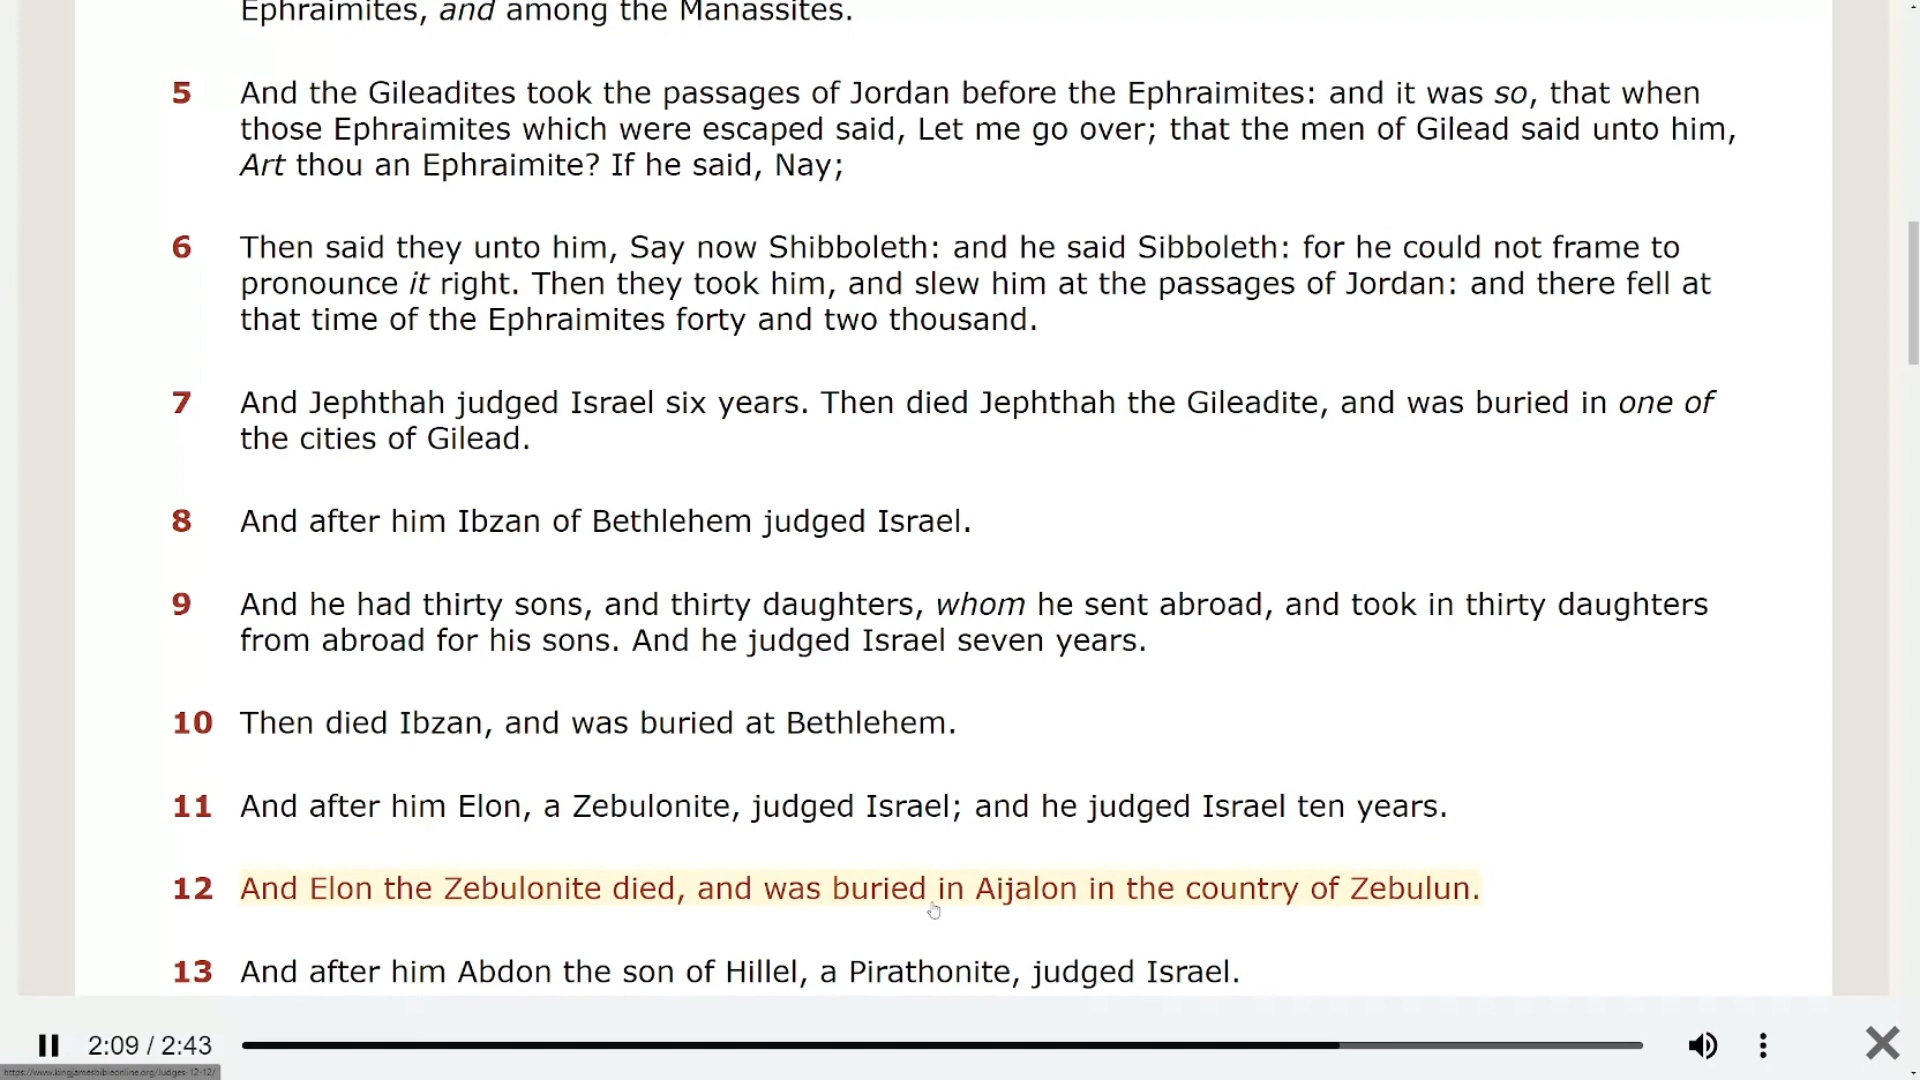 Ephraimites, and among the Manassites.
5 And the Gileadites took the passages of Jordan before the Ephraimites: and it was so, that when
those Ephraimites which were escaped said, Let me go over; that the men of Gilead said unto him,
Art thou an Ephraimite? If he said, Nay;
6 Then said they unto him, Say now Shibboleth: and he said Sibboleth: for he could not frame to
pronounce it right. Then they took him, and slew him at the passages of Jordan: and there fell at
that time of the Ephraimites forty and two thousand.
7 And Jephthah judged Israel six years. Then died Jephthah the Gileadite, and was buried in one of
the cities of Gilead.
8 And after him Ibzan of Bethlehem judged Israel.
9 And he had thirty sons, and thirty daughters, whom he sent abroad, and took in thirty daughters
from abroad for his sons. And he judged Israel seven years.
10 Then died Ibzan, and was buried at Bethlehem.
11 And after him Elon, a Zebulonite, judged Israel; and he judged Israel ten years.
12 And Elon the Zebulonite died, and was buried in Aijalon in the country of Zebulun.
13 And after him Abdon the son of Hillel, a Pirathonite, judged Israel.
2:09 / 2:43
https://www.kingjamesbibleonline.org/Judges-12-12/